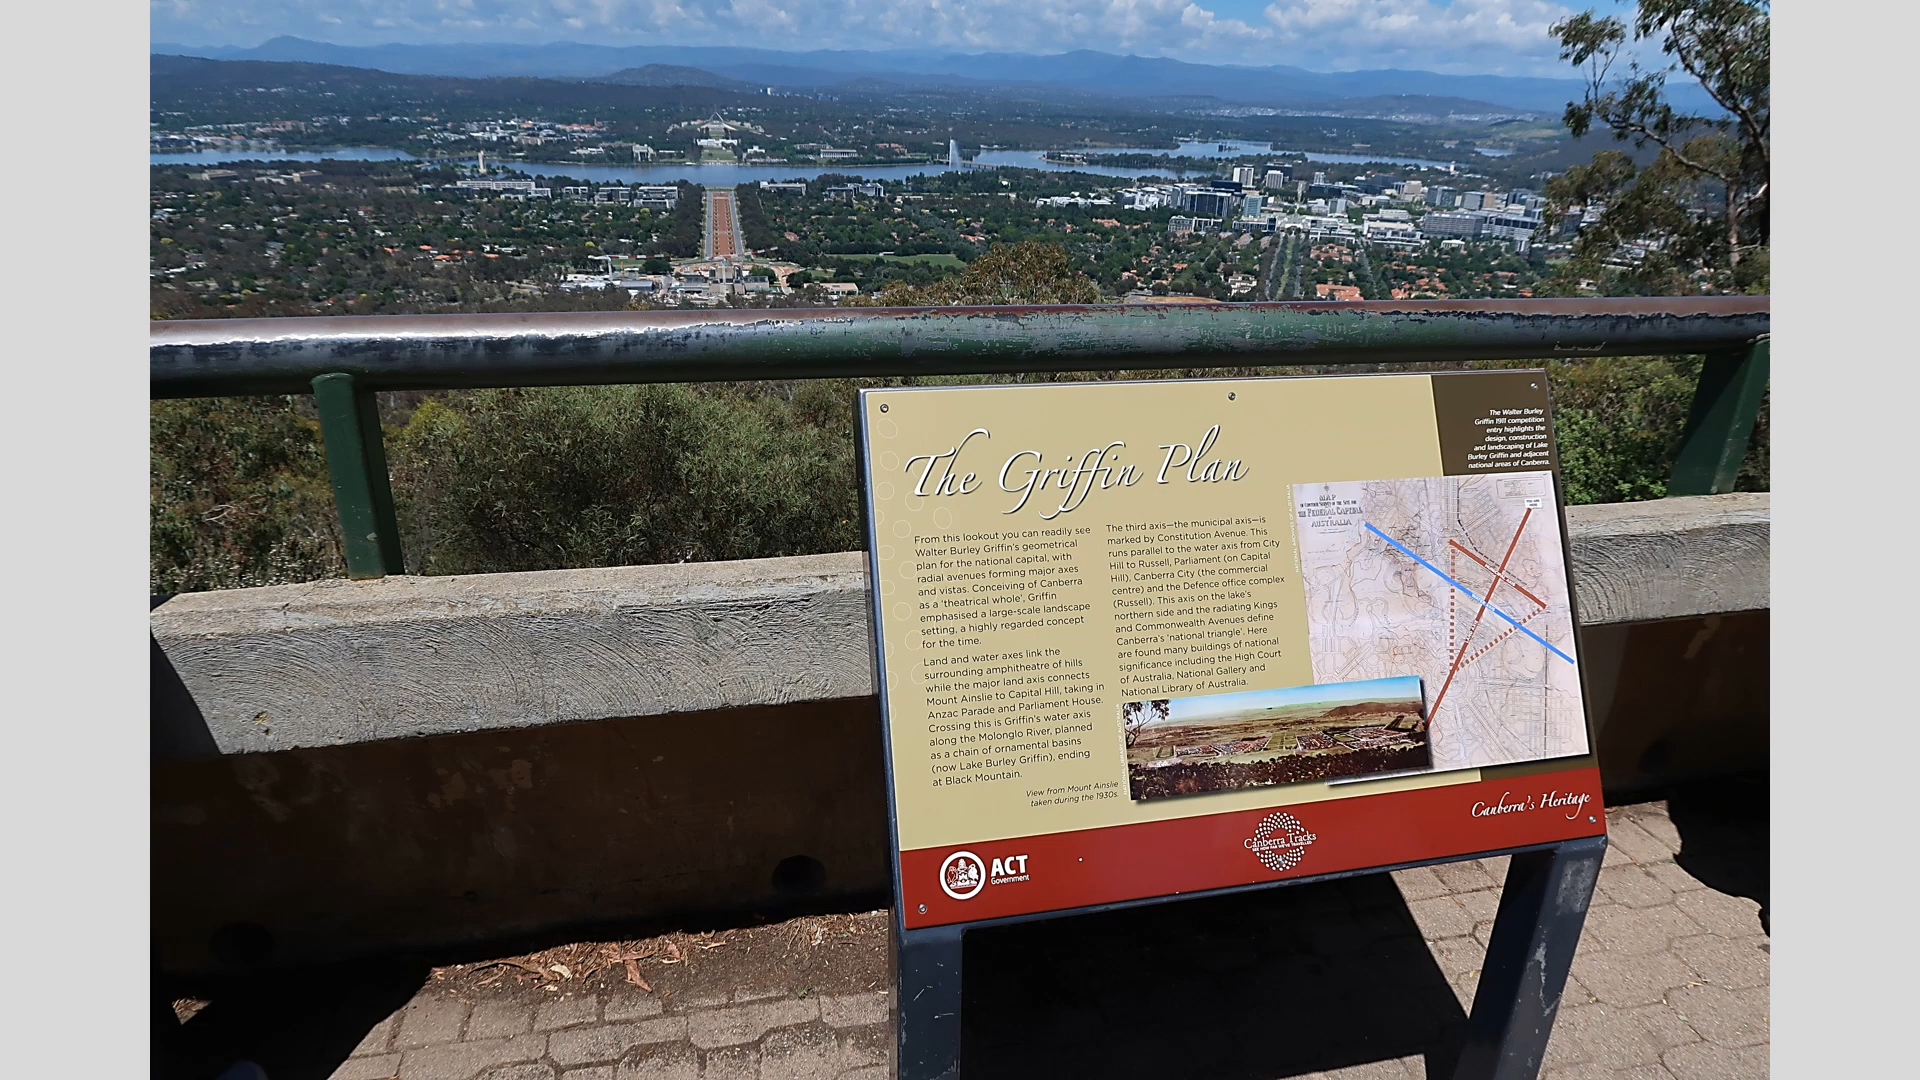 The Walter Burley
Griffin 1911 competition
entry highlights the
design, construction
and landscaping of Lake
Burley Griffin and adjacent
national areas of Canberra.
The Griffin Plan
From this lookout you can readily see
Walter Burley Griffin's geometrical
plan for the national capital, with
radial avenues forming major axes
and vistas. Conceiving of Canberra
as a 'theatrical whole', Griffin
emphasised a large-scale landscape
setting, a highly regarded concept
for the time.
Land and water axes link the
surrounding amphitheatre of hills
while the major land axis connects
Mount Ainslie to Capital Hill, taking in
Anzac Parade and Parliament House.
Crossing this is Griffin's water axis
along the Molonglo River, planned
as a chain of ornamental basins
(now Lake Burley Griffin), ending
at Black Mountain.
The third axis—the municipal axis—is
marked by Constitution Avenue. This
runs parallel to the water axis from City
Hill to Russell, Parliament (on Capital
Hill), Canberra City (the commercial
centre) and the Defence office complex
(Russell). This axis on the lake's
northern side and the radiating Kings
and Commonwealth Avenues define
Canberra's 'national triangle'. Here
are found many buildings of national
significance including the High Court
of Australia, National Gallery and
National Library of Australia.
MAP
THE FEDERAL CAPITAL
AUSTRALIA
YOU ARE
HERE
View from Mount Ainslie
taken during the 1930s.
Canberra's Heritage
ACT
Government
Canberra Tracks
SEE HOW FAR WE'VE TRAVELLED